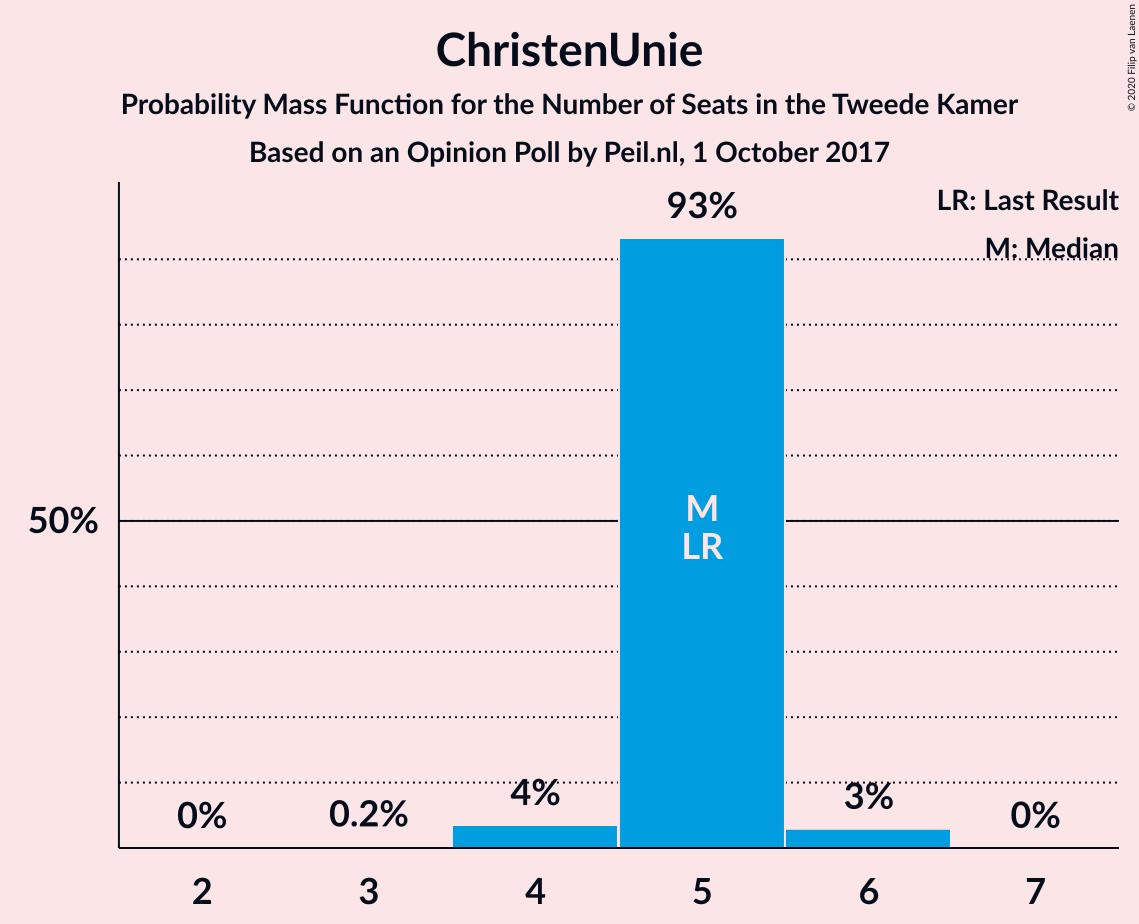 ChristenUnie
Probability Mass Function for the Number of Seats in the Tweede Kamer
Based on an Opinion Poll by Peil.nl, 1 October 2017
© 2020 Filip van Laenen
LR: Last Result
M: Median
93%
50%
M
LR
0%
0.2%
4%
3%
0%
2
3
4
5
6
7